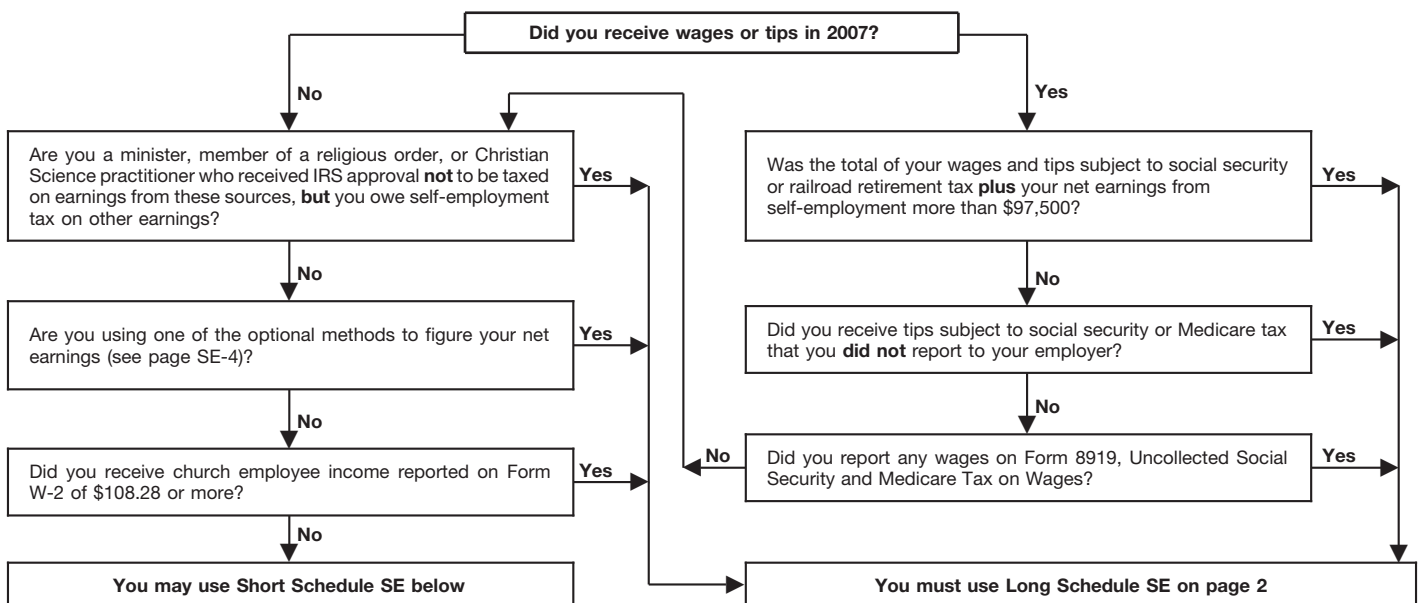 Did you receive wages or tips in 2007?
No
Yes
Are you a minister, member of a religious order, or Christian
Science practitioner who received IRS approval not to be taxed
on earnings from these sources, but you owe self-employment
tax on other earnings?
Yes
Was the total of your wages and tips subject to social security
or railroad retirement tax plus your net earnings from
self-employment more than $97,500?
Yes
No
No
Are you using one of the optional methods to figure your net
earnings (see page SE-4)?
Yes
Did you receive tips subject to social security or Medicare tax
that you did not report to your employer?
Yes
No
No
Did you receive church employee income reported on Form
W-2 of $108.28 or more?
Yes
No
Did you report any wages on Form 8919, Uncollected Social
Security and Medicare Tax on Wages?
Yes
No
You may use Short Schedule SE below
You must use Long Schedule SE on page 2